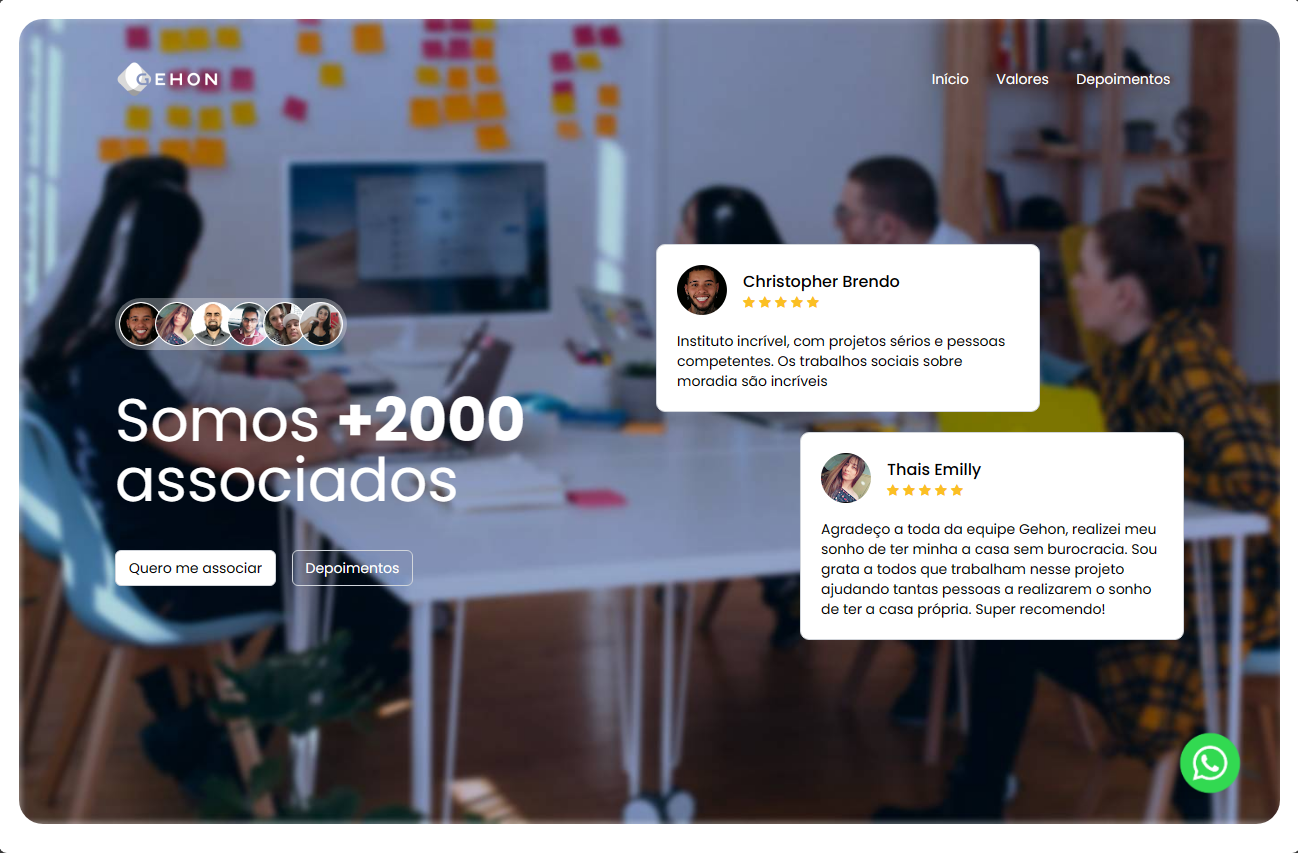 GEHON
Início Valores Depoimentos
Christopher Brendo
Instituto incrível, com projetos sérios e pessoas
competentes. Os trabalhos sociais sobre
moradia são incríveis
Somos +2000
associados
Quero me associar Depoimentos
Thais Emilly
Agradeço a toda da equipe Gehon, realizei meu
sonho de ter minha a casa sem burocracia. Sou
grata a todos que trabalham nesse projeto
ajudando tantas pessoas a realizarem o sonho
de ter a casa própria. Super recomendo!